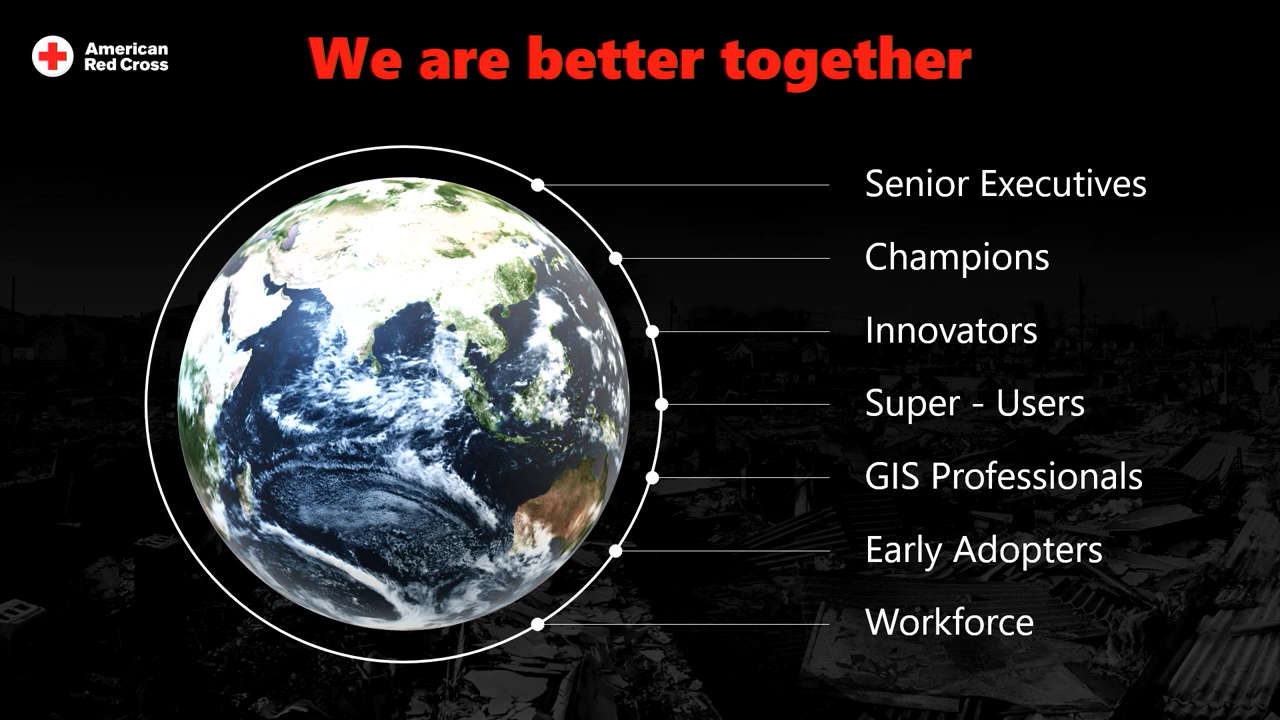 American
Red Cross
We are better together
Senior Executives
Champions
Innovators
Super - Users
GIS Professionals
Early Adopters
Workforce